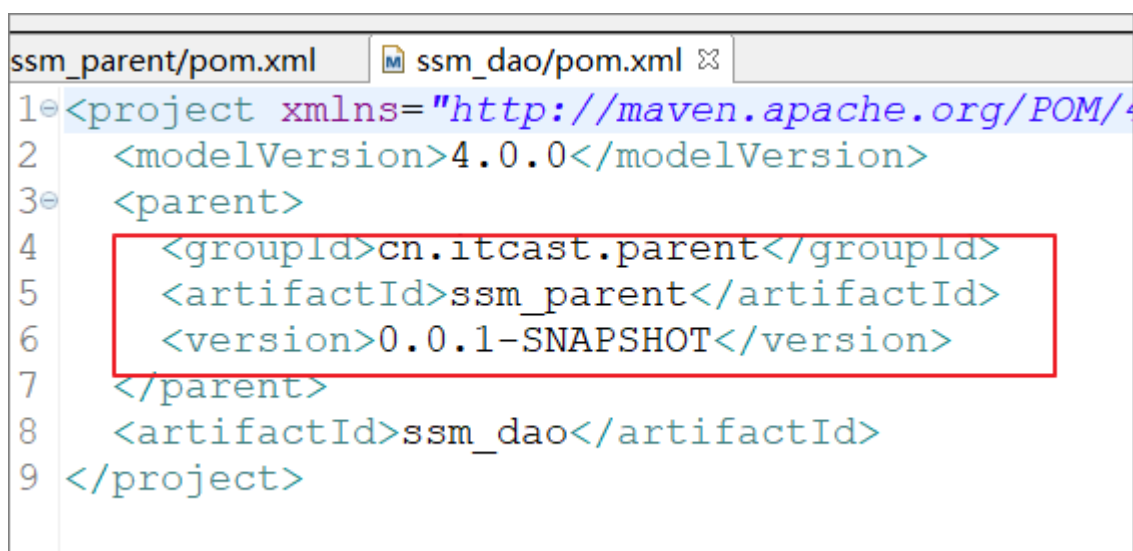 ssm_parent/pom.xml ssm_dao/pom.xml
1 <project xmlns="http://maven.apache.org/POM/4
2 <modelVersion>4.0.0</modelVersion>
3 <parent>
4 <groupId>cn.itcast.parent</groupId>
5 <artifactId>ssm_parent</artifactId>
6 <version>0.0.1-SNAPSHOT</version>
7 </parent>
8 <artifactId>ssm_dao</artifactId>
9 </project>